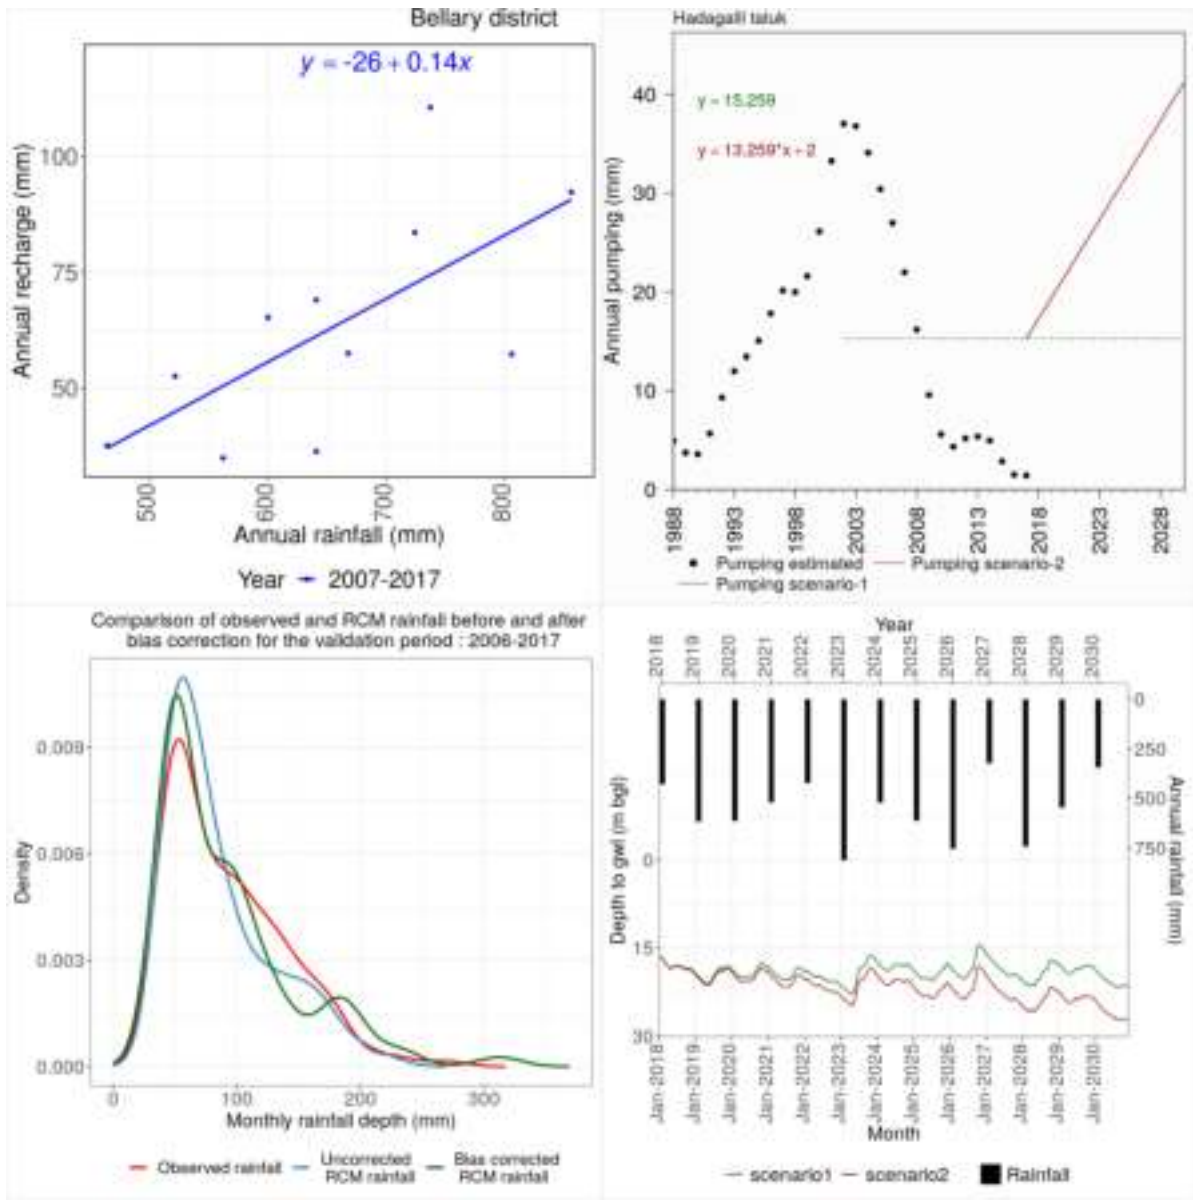 Bellary district
y = -26 + 0.14x
Annual recharge (mm)
100
75
50
500
600
700
800
Annual rainfall (mm)
Year 2007-2017
Hadagalli taluk
y = 15.259
y = 13.259*x + 2
Annual pumping (mm)
40
30
20
10
0
1988
1993
1998
2003
2008
2013
2018
2023
2028
Pumping estimated
Pumping scenario-2
Pumping scenario-1
Comparison of observed and RCM rainfall before and after
bias correction for the validation period : 2006-2017
Density
0.009
0.006
0.003
0.000
0
100
200
300
Monthly rainfall depth (mm)
Observed rainfall
Uncorrected
RCM rainfall
Bias corrected
RCM rainfall
Year
2018
2019
2020
2021
2022
2023
2024
2025
2026
2027
2028
2029
2030
Depth to gwl (m bgl)
0
15
30
0
250
500
750
Annual rainfall (mm)
Jan-2018
Jan-2019
Jan-2020
Jan-2021
Jan-2022
Jan-2023
Jan-2024
Jan-2025
Jan-2026
Jan-2027
Jan-2028
Jan-2029
Jan-2030
Month
scenario1
scenario2
Rainfall